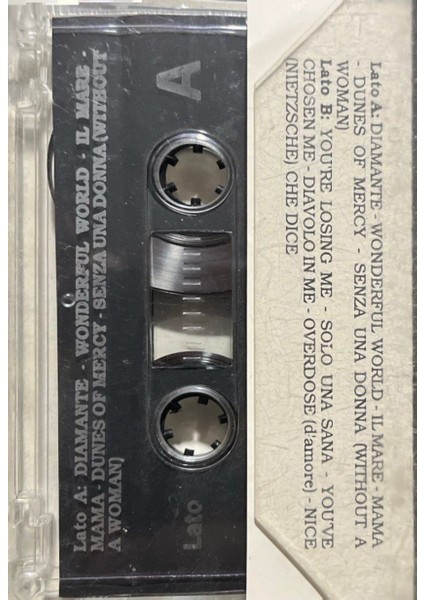 Lato A: DIAMANTE - WONDERFUL WORLD - IL MARE -
MAMA - DUNES OF MERCY - SENZA UNA DONNA (WITHOUT
A WOMAN)
Lato A
Lato A: DIAMANTE - WONDERFUL WORLD - IL MARE - MAMA
- DUNES OF MERCY - SENZA UNA DONNA (WITHOUT A
WOMAN)
Lato B: YOU'RE LOSING ME - SOLO UNA SANA - YOU'VE
CHOSEN ME - DIAVOLO IN ME - OVERDOSE (d'amore) - NICE
(NIETZSCHE) CHE DICE